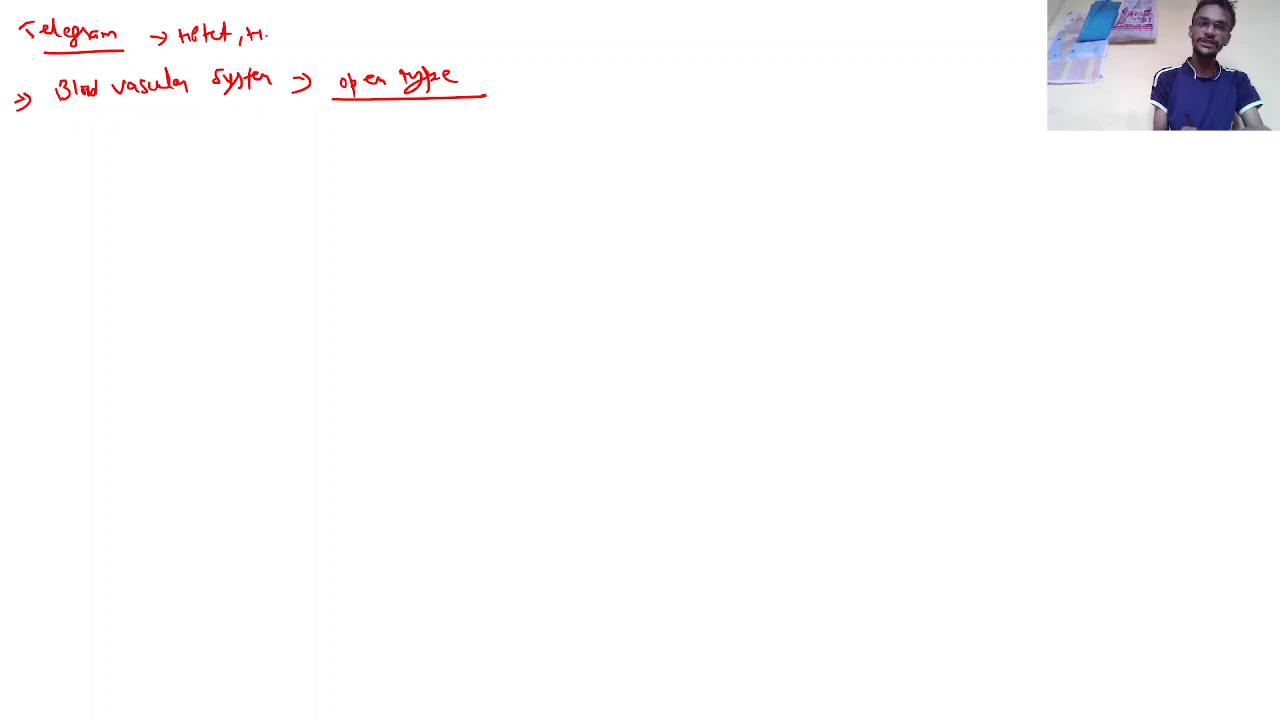 Telegram →
⇒ Blood vascular system ⇒ open type